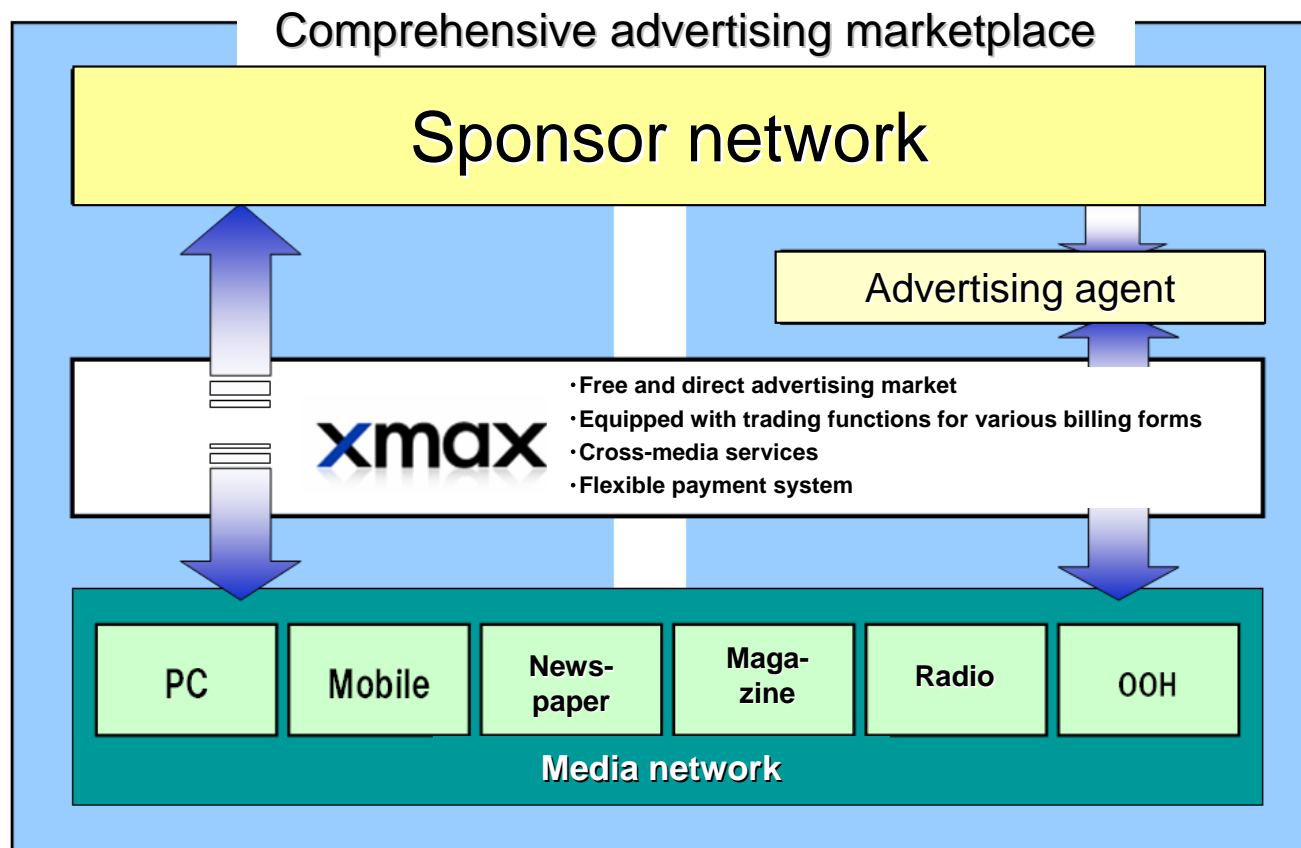 Comprehensive advertising marketplace
Sponsor network
Advertising agent
xmax
・Free and direct advertising market
・Equipped with trading functions for various billing forms
・Cross-media services
・Flexible payment system
PC
Mobile
News-
paper
Maga-
zine
Radio
OOH
Media network